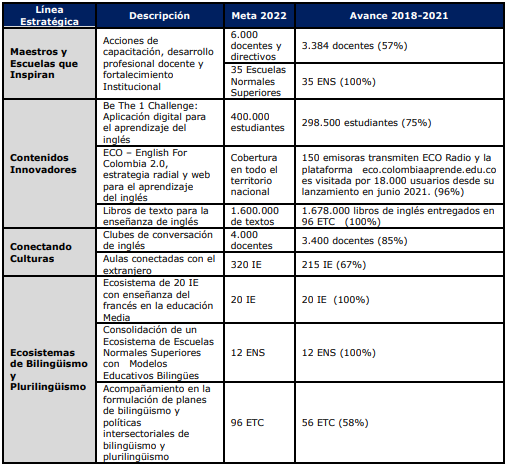 Línea
Estratégica
Descripción
Meta 2022
Avance 2018-2021
Maestros y
Escuelas que
Inspiran
Acciones de
capacitación, desarrollo
profesional docente y
fortalecimiento
Institucional
6.000
docentes y
directivos
3.384 docentes (57%)
35 Escuelas
Normales
Superiores
35 ENS (100%)
Contenidos
Innovadores
Be The 1 Challenge:
Aplicación digital para
el aprendizaje del
inglés
400.000
estudiantes
298.500 estudiantes (75%)
ECO – English For
Colombia 2.0,
estrategia radial y web
para el aprendizaje
del inglés
Cobertura
en todo el
territorio
nacional
150 emisoras transmiten ECO Radio y la
plataforma eco.colombiaaprende.edu.co
es visitada por 18.000 usuarios desde su
lanzamiento en junio 2021. (96%)
Libros de texto para la
enseñanza de inglés
1.600.000
de textos
1.678.000 libros de inglés entregados en
96 ETC (100%)
Conectando
Culturas
Clubes de conversación
de inglés
4.000
docentes
3.400 docentes (85%)
Aulas conectadas con el
extranjero
320 IE
215 IE (67%)
Ecosistemas
de Bilingüismo
y
Plurilingüismo
Ecosistema de 20 IE
con enseñanza del
francés en la educación
Media
20 IE
20 IE (100%)
Consolidación de un
Ecosistema de Escuelas
Normales Superiores
con Modelos
Educativos Bilingües
12 ENS
12 ENS (100%)
Acompañamiento en la
formulación de planes
de bilingüismo y
políticas
intersectoriales de
bilingüismo y
plurilingüismo
96 ETC
56 ETC (58%)